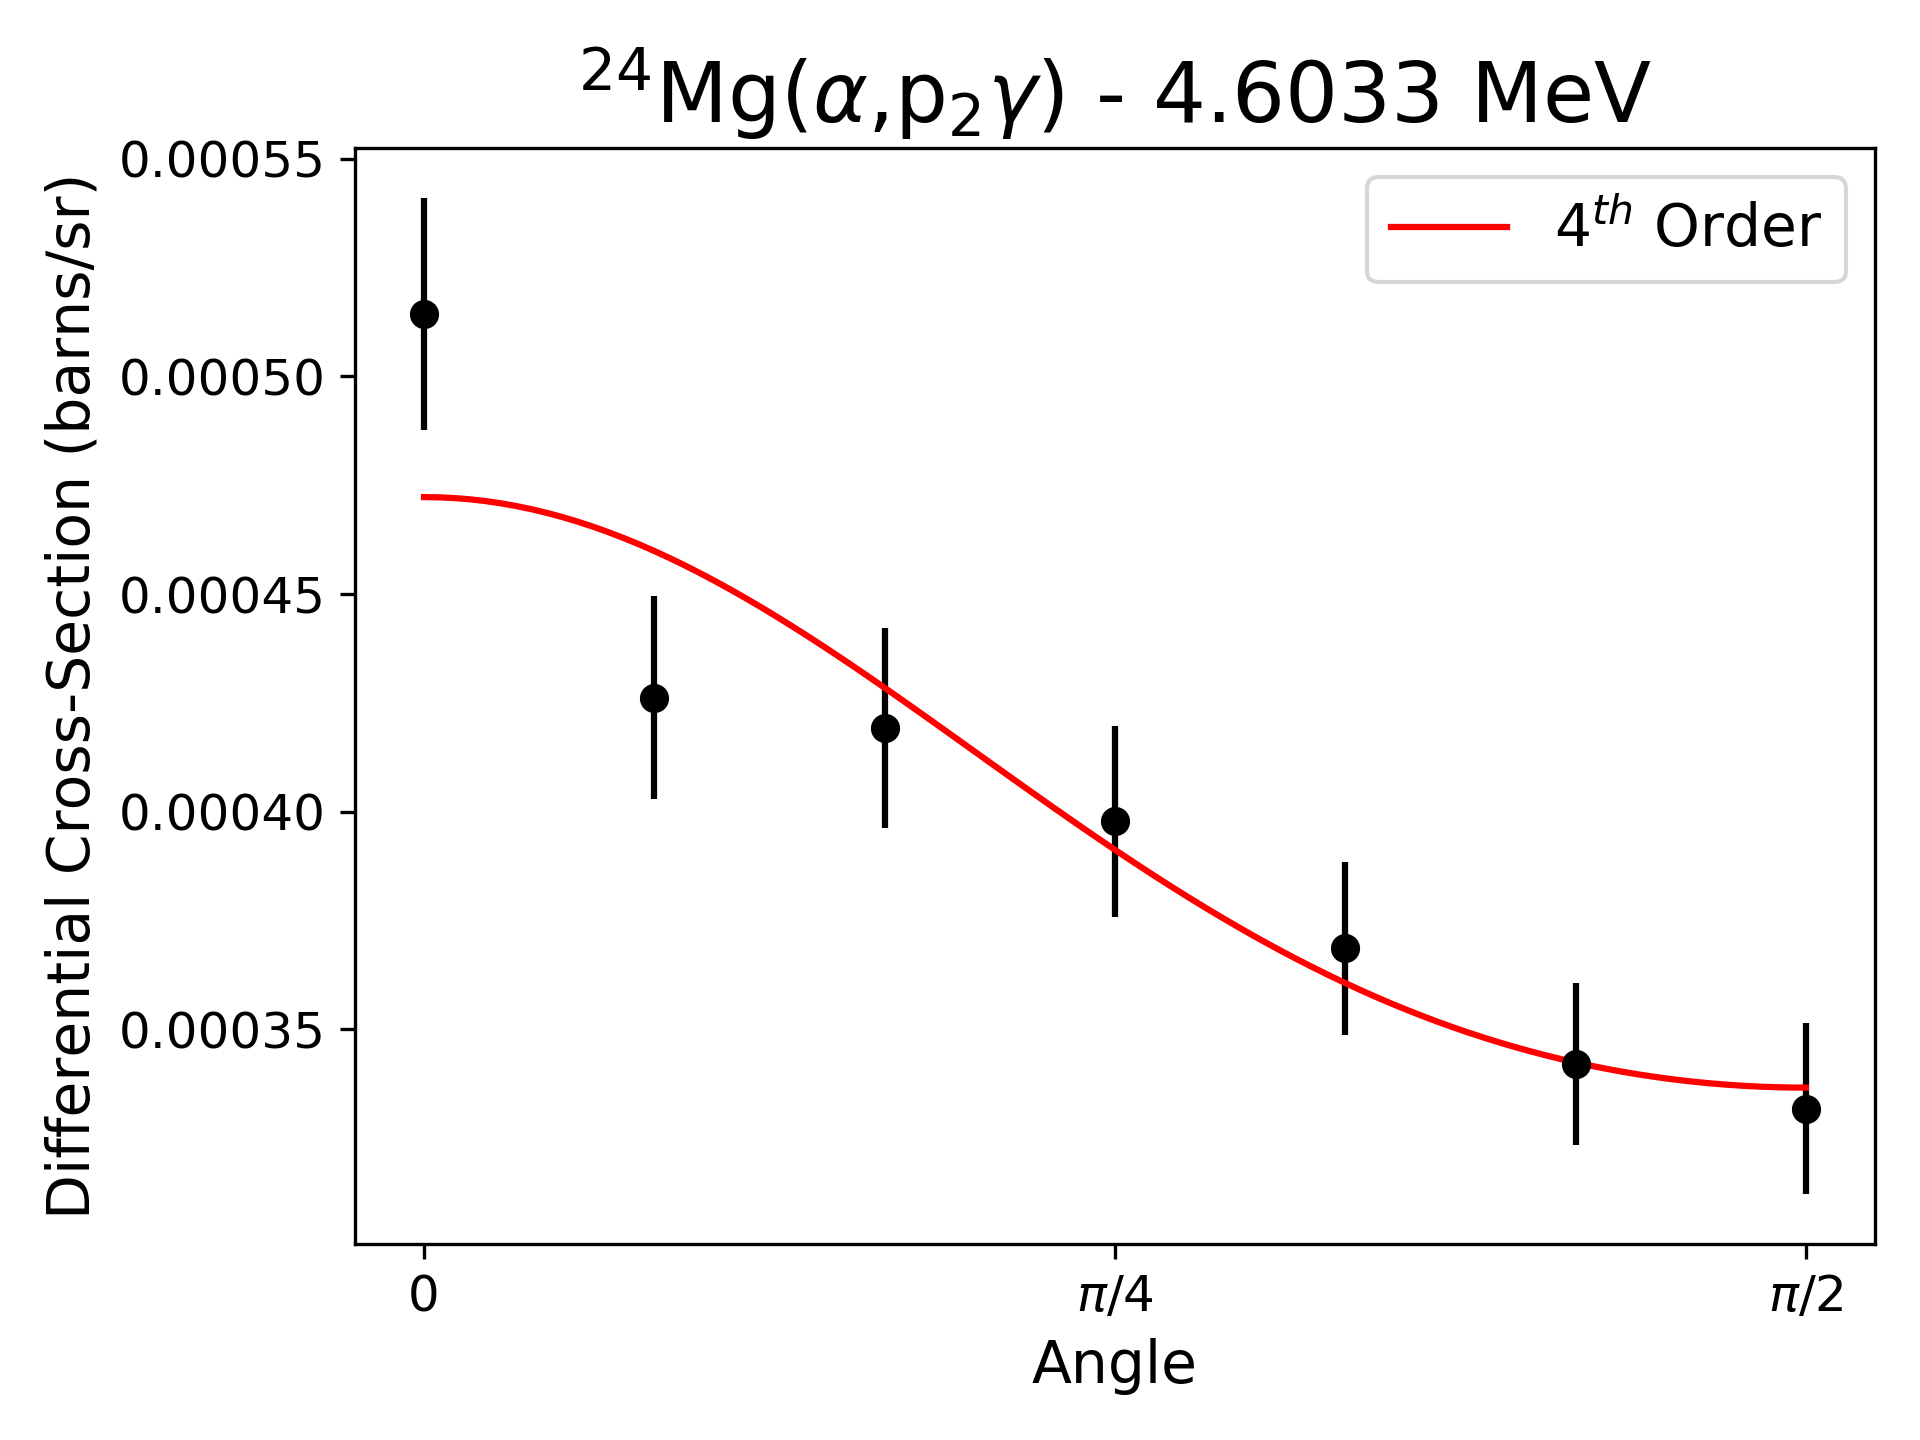 ²⁴Mg(α,p₂γ) - 4.6033 MeV
4ᵗʰ Order
Differential Cross-Section (barns/sr)
0.00055
0.00050
0.00045
0.00040
0.00035
0
π/4
π/2
Angle